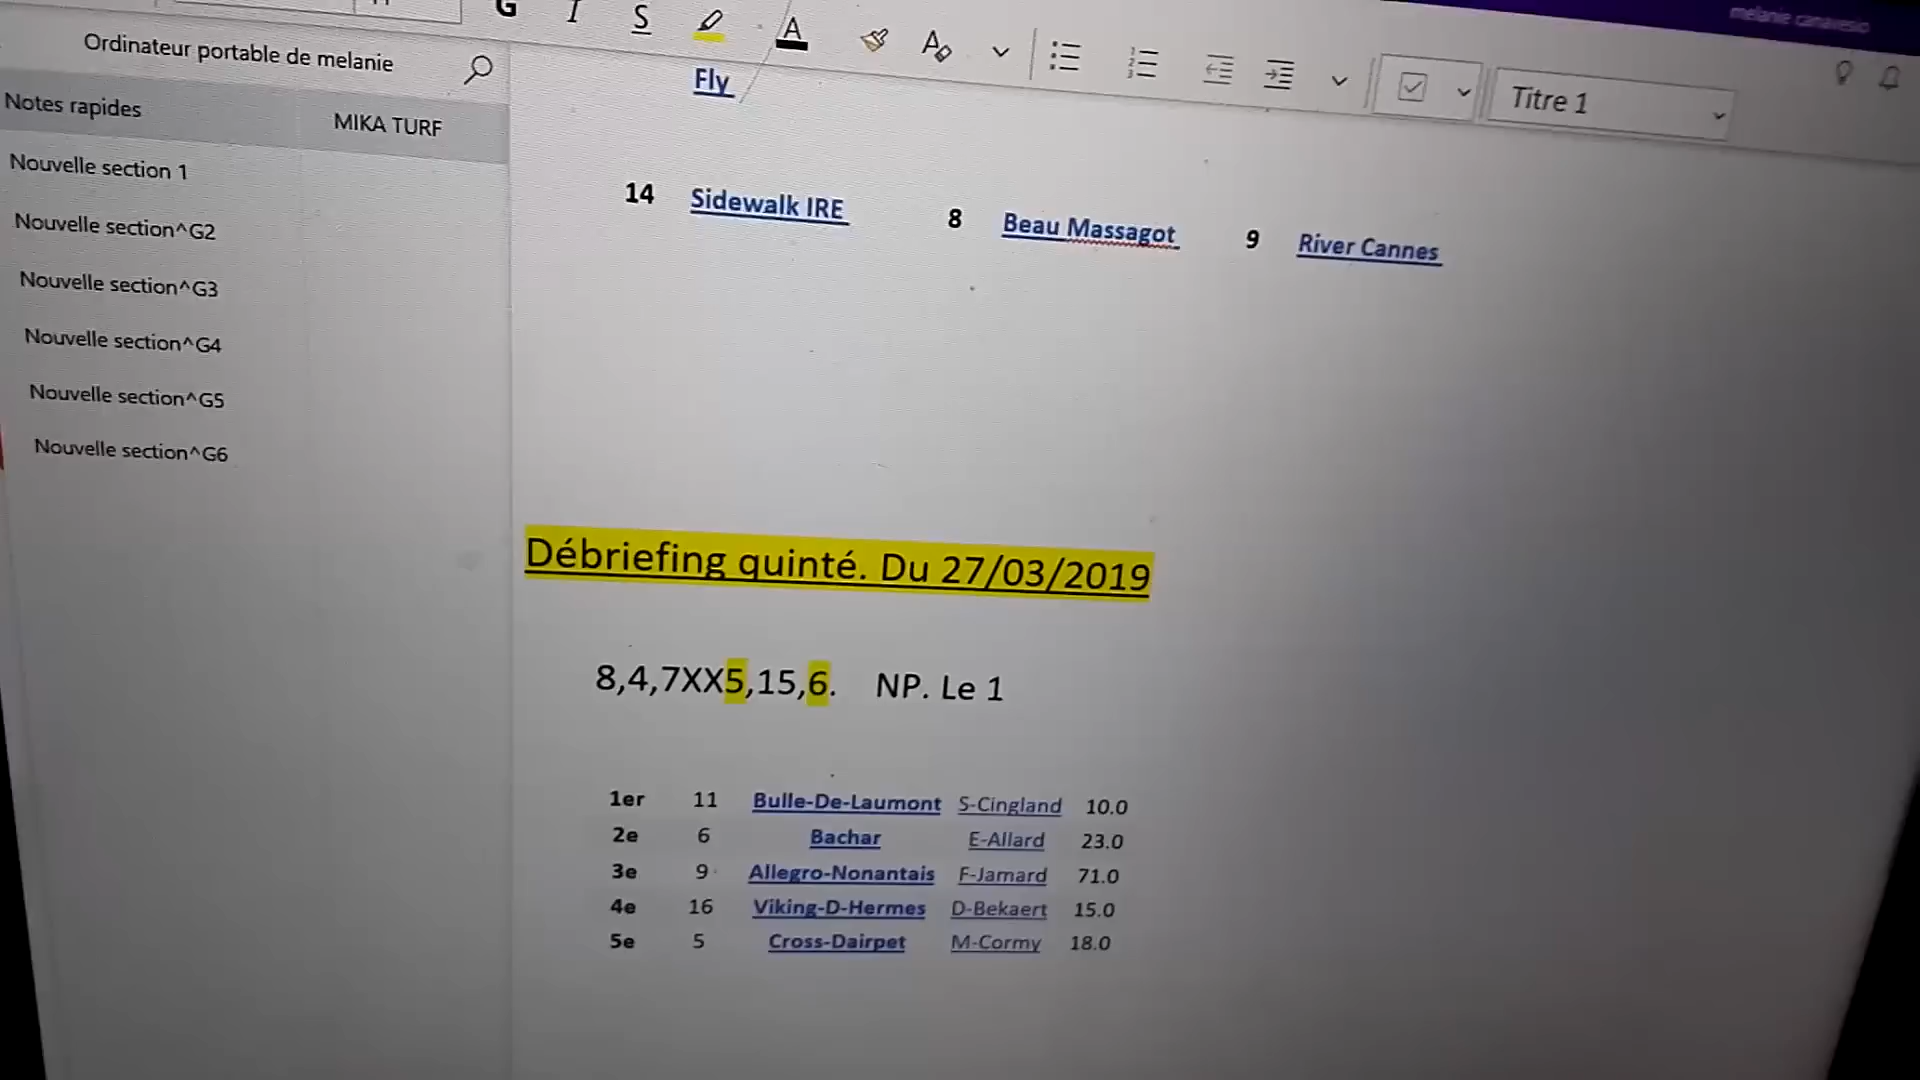 melanie canavesio
G I S A A
Titre 1
Ordinateur portable de melanie
Notes rapides
MIKA TURF
Nouvelle section 1
Nouvelle section^G2
Nouvelle section^G3
Nouvelle section^G4
Nouvelle section^G5
Nouvelle section^G6
Fly
14 Sidewalk IRE 8 Beau Massagot 9 River Cannes
Débriefing quinté. Du 27/03/2019
8,4,7XX5,15,6. NP. Le 1
1er 11 Bulle-De-Laumont S-Cingland 10.0
2e 6 Bachar E-Allard 23.0
3e 9 Allegro-Nonantais F-Jamard 71.0
4e 16 Viking-D-Hermes D-Bekaert 15.0
5e 5 Cross-Dairpet M-Cormy 18.0